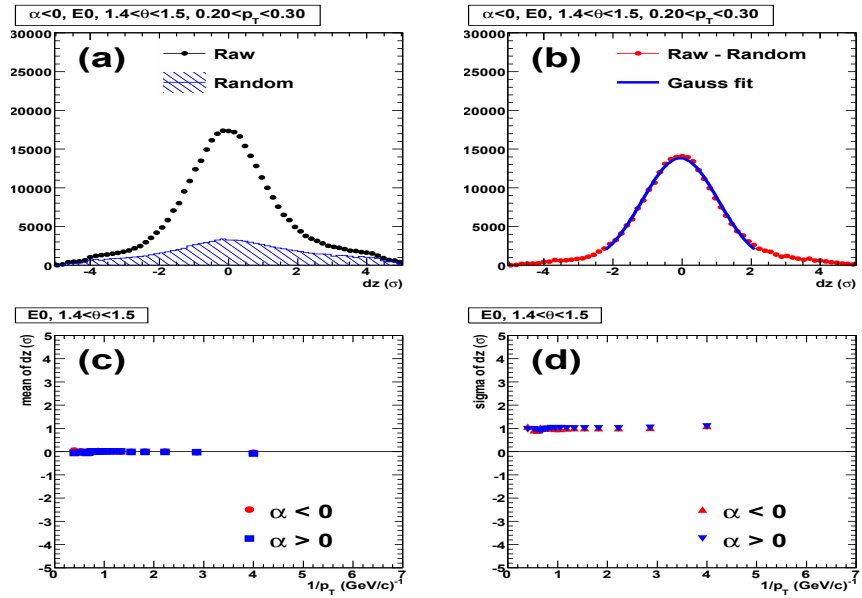 α<0, E0, 1.4<θ<1.5, 0.20<p_T<0.30
(a)
Raw
Random
30000
25000
20000
15000
10000
5000
0
-4 -2 0 2 4
dz (σ)
α<0, E0, 1.4<θ<1.5, 0.20<p_T<0.30
(b)
Raw - Random
Gauss fit
30000
25000
20000
15000
10000
5000
0
-4 -2 0 2 4
dz (σ)
E0, 1.4<θ<1.5
(c)
mean of dz (σ)
5
4
3
2
1
0
-1
-2
-3
-4
-5
α < 0
α > 0
0 1 2 3 4 5 6 7
1/p_T (GeV/c)⁻¹
E0, 1.4<θ<1.5
(d)
sigma of dz (σ)
5
4
3
2
1
0
-1
-2
-3
-4
-5
α < 0
α > 0
0 1 2 3 4 5 6 7
1/p_T (GeV/c)⁻¹